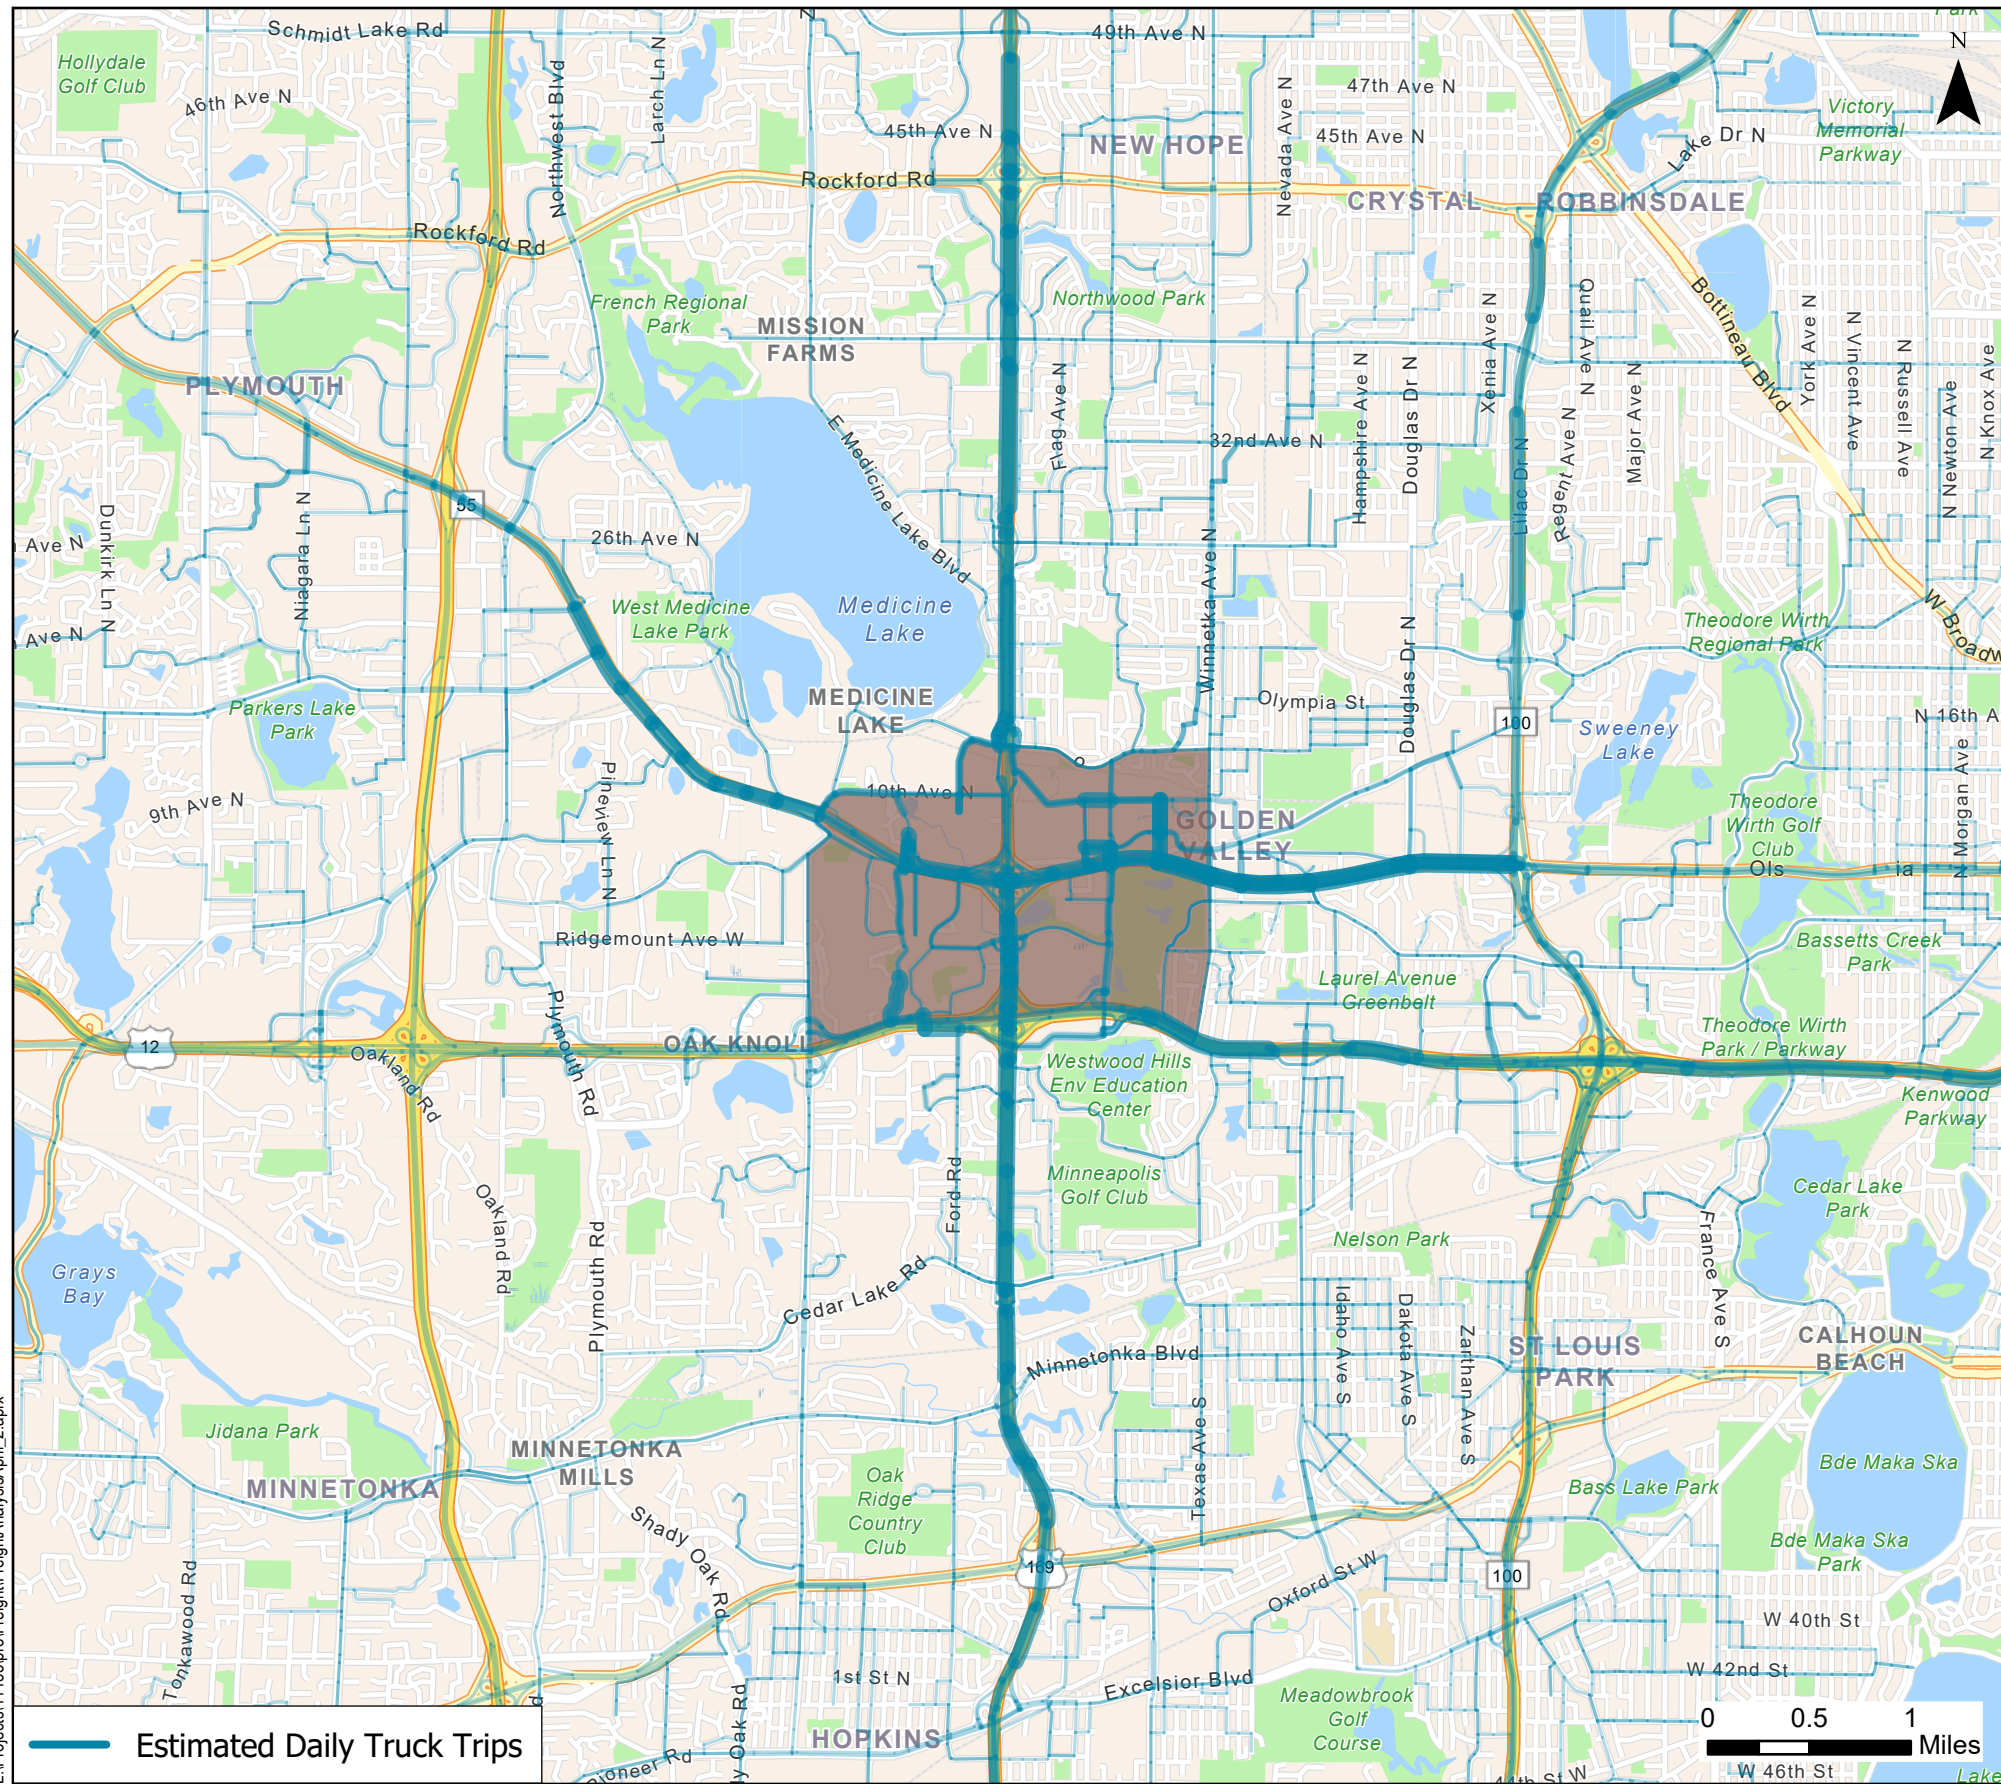 Schmidt Lake Rd
49th Ave N
N
Hollydale
Golf Club
46th Ave N
Northwest Blvd
Larch Ln N
45th Ave N
NEW HOPE
Nevada Ave N
47th Ave N
45th Ave N
Lake Dr N
Victory
Memorial
Parkway
Rockford Rd
CRYSTAL
ROBBINSDALE
Rockford Rd
French Regional
Park
MISSION
FARMS
Northwood Park
Bottineau Blvd
Quail Ave N
Xenia Ave N
York Ave N
N Vincent Ave
N Russell Ave
N Knox Ave
N Newton Ave
PLYMOUTH
E Medicine Lake Blvd
Flag Ave N
32nd Ave N
Hampshire Ave N
Douglas Dr N
Lilac Dr N
Regent Ave N
Major Ave N
55
Dunkirk Ln N
Niagara Ln N
Ave N
26th Ave N
Winnetka Ave N
West Medicine
Lake Park
Medicine
Lake
Theodore Wirth
Regional Park
W Broadw
Ave N
Parkers Lake
Park
MEDICINE
LAKE
Olympia St
Douglas Dr N
100
Sweeney
Lake
N 16th A
9th Ave N
Pineview Ln N
10th Ave N
GOLDEN
VALLEY
Theodore
Wirth Golf
Club
N Morgan Ave
Ols
ia
Ridgemount Ave W
Bassetts Creek
Park
Laurel Avenue
Greenbelt
Plymouth Rd
Theodore Wirth
Park / Parkway
12
Oakland Rd
OAK KNOLL
Westwood Hills
Env Education
Center
Kenwood
Parkway
Minneapolis
Golf Club
Ford Rd
Oakland Rd
Plymouth Rd
Cedar Lake
Park
France Ave S
Nelson Park
Grays
Bay
Cedar Lake Rd
Idaho Ave S
Dakota Ave S
Zarthan Ave S
ST LOUIS
PARK
CALHOUN
BEACH
Minnetonka Blvd
Texas Ave S
Jidana Park
MINNETONKA
MINNETONKA
MILLS
Oak
Ridge
Country
Club
Bde Maka Ska
Bass Lake Park
Shady Oak Rd
Bde Maka Ska
Park
169
100
Oxford St W
Tonkawood Rd
W 40th St
1st St N
Excelsior Blvd
W 42nd St
Meadowbrook
Golf
Course
HOPKINS
ly Oak Rd
Pioneer Rd
44th St W
W 46th St
Lake
0 0.5 1
Miles
Estimated Daily Truck Trips